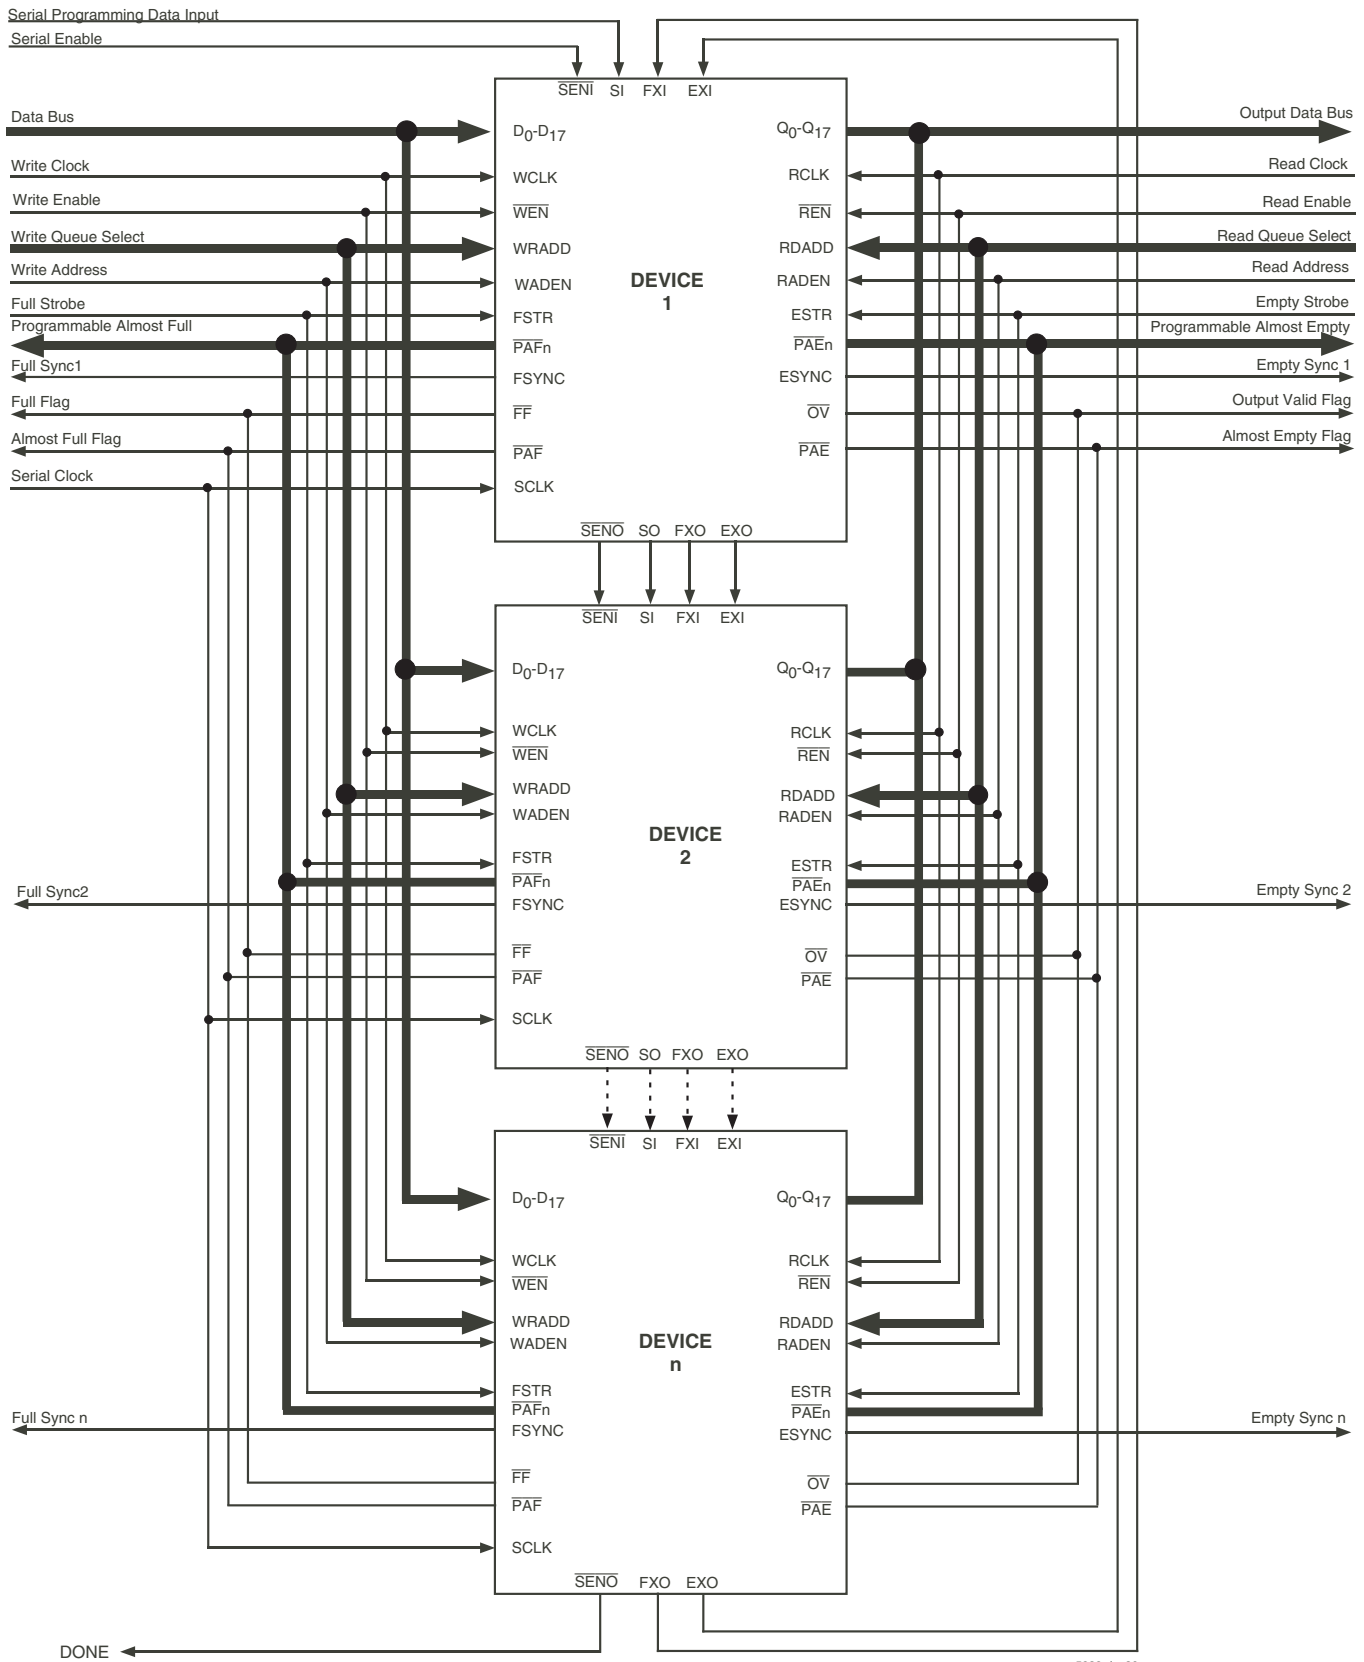 Serial Programming Data Input
Serial Enable
SENI SI FXI EXI
Data Bus
D0-D17
Q0-Q17
Output Data Bus
Write Clock
WCLK
RCLK
Read Clock
Write Enable
WEN
REN
Read Enable
Write Queue Select
WRADD
RDADD
Read Queue Select
Write Address
WADEN
DEVICE
1
RADEN
Read Address
Full Strobe
FSTR
ESTR
Empty Strobe
Programmable Almost Full
PAFn
PAEn
Programmable Almost Empty
Full Sync1
FSYNC
ESYNC
Empty Sync 1
Full Flag
FF
OV
Output Valid Flag
Almost Full Flag
PAF
PAE
Almost Empty Flag
Serial Clock
SCLK
SENO SO FXO EXO
SENI SI FXI EXI
D0-D17
Q0-Q17
WCLK
RCLK
WEN
REN
WRADD
RDADD
WADEN
RADEN
DEVICE
2
FSTR
ESTR
PAFn
PAEn
Full Sync2
FSYNC
ESYNC
Empty Sync 2
FF
OV
PAF
PAE
SCLK
SENO SO FXO EXO
SENI SI FXI EXI
D0-D17
Q0-Q17
WCLK
RCLK
WEN
REN
WRADD
RDADD
WADEN
RADEN
DEVICE
n
FSTR
ESTR
PAFn
PAEn
Full Sync n
FSYNC
ESYNC
Empty Sync n
FF
OV
PAF
PAE
SCLK
SENO FXO EXO
DONE